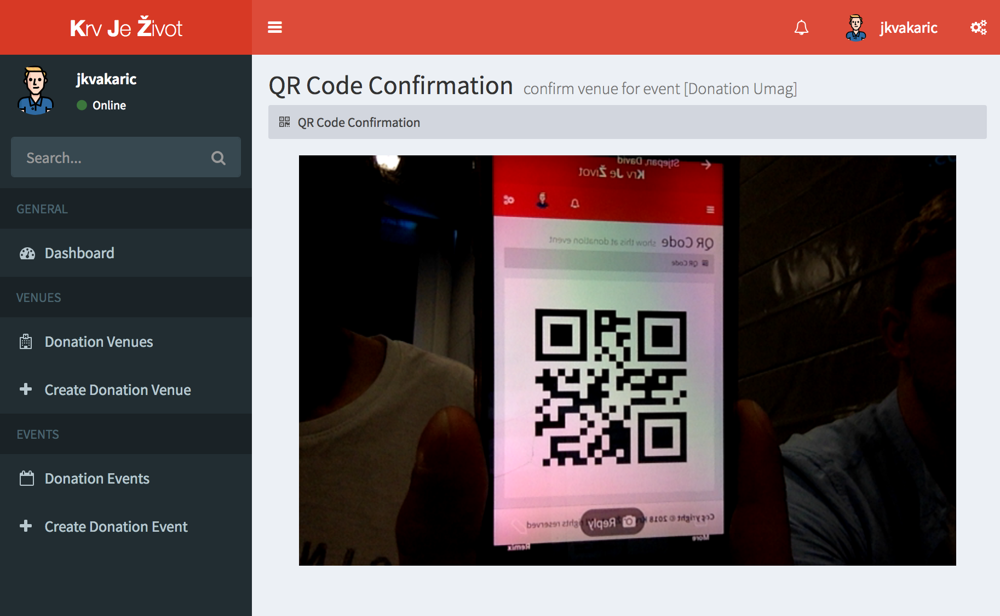 Krv Je Život
jkvakaric
jkvakaric
Online
Search...
GENERAL
Dashboard
VENUES
Donation Venues
Create Donation Venue
EVENTS
Donation Events
Create Donation Event
QR Code Confirmation confirm venue for event [Donation Umag]
QR Code Confirmation
Stjepan, David
Krv Je Život
QR Code show this at donation event
QR Code
Copyright © 2018 rights reserved
Reply
More
Remix